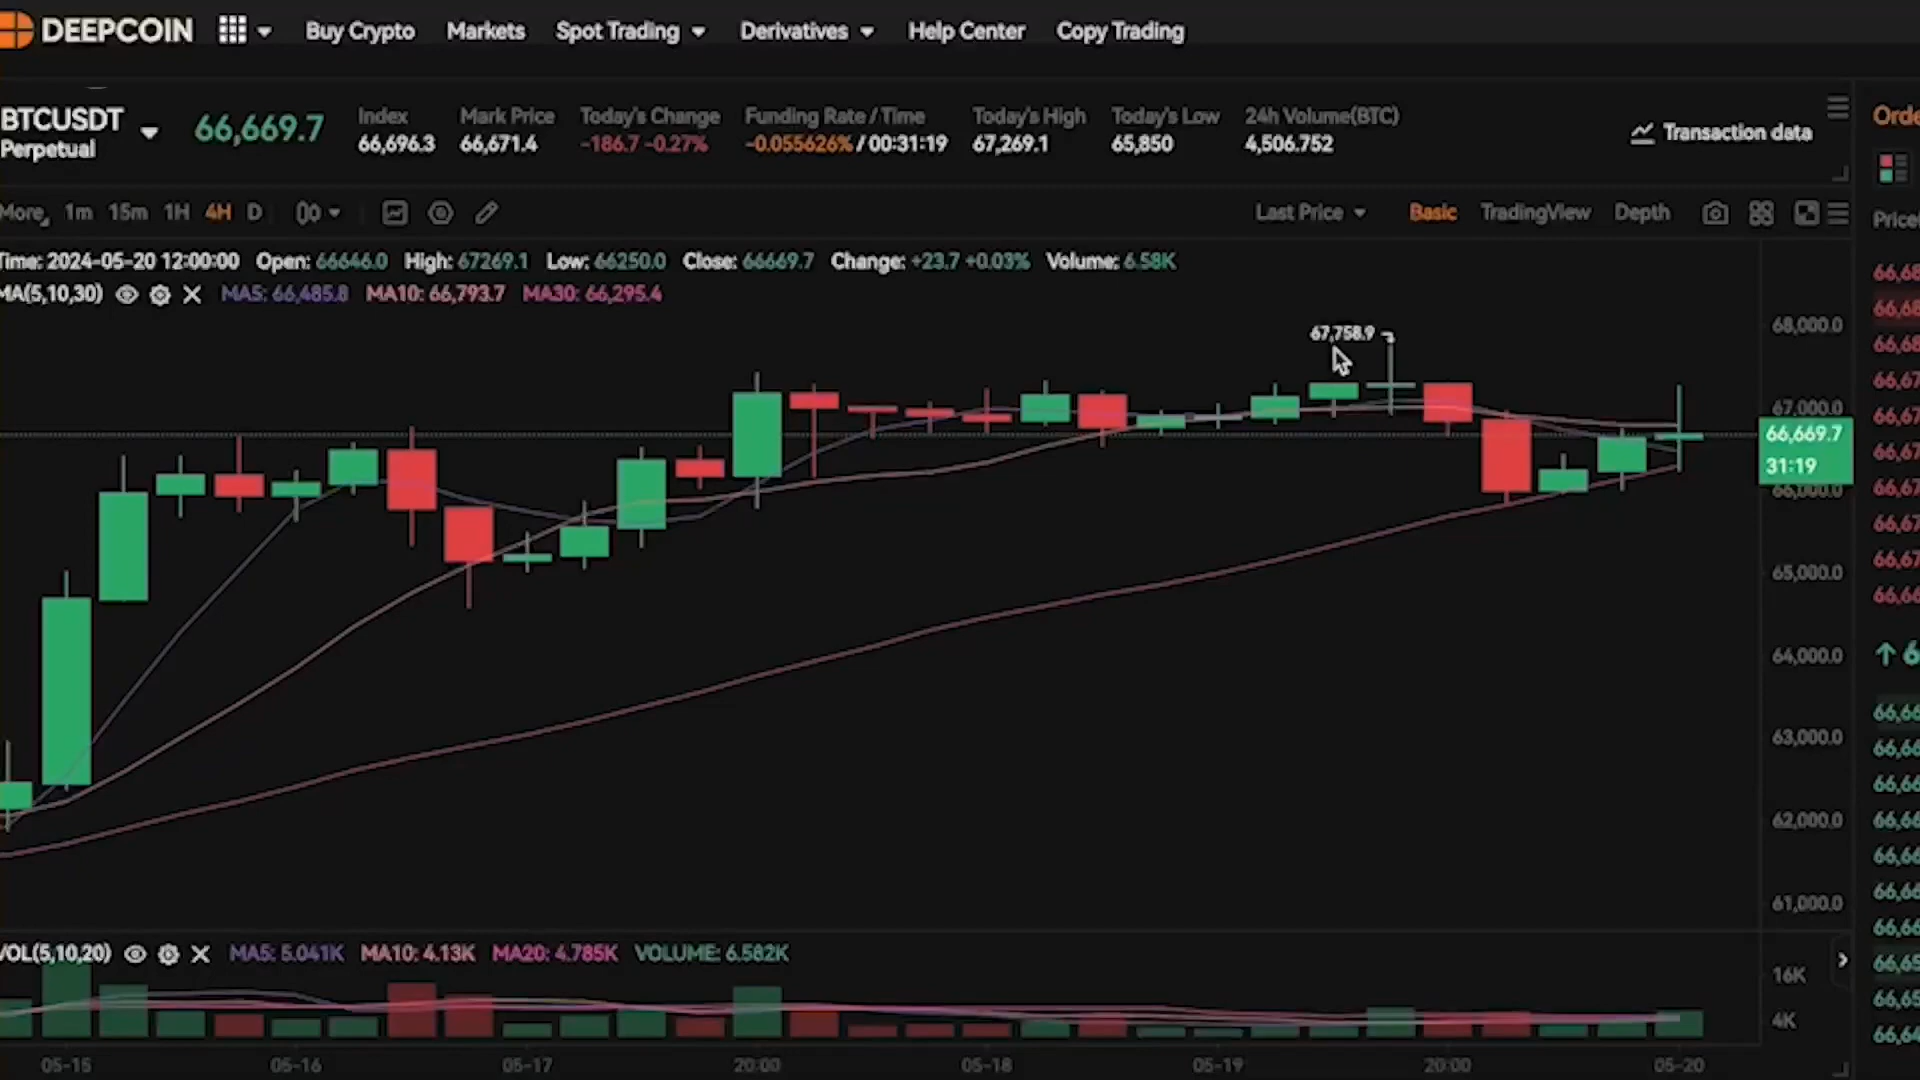 DEEPCOIN Buy Crypto Markets Spot Trading Derivatives Help Center Copy Trading
BTCUSDT
Perpetual
66,669.7
Index
66,696.3
Mark Price
66,671.4
Today's Change
-186.7 -0.27%
Funding Rate / Time
-0.055626% / 00:31:19
Today's High
67,269.1
Today's Low
65,850
24h Volume(BTC)
4,506.752
Transaction data
More 1m 15m 1H 4H D
Last Price Basic TradingView Depth
Time: 2024-05-20 12:00:00 Open: 66646.0 High: 67269.1 Low: 66250.0 Close: 66669.7 Change: +23.7 +0.03% Volume: 6.58K
MA(5,10,30) MA5: 66,485.8 MA10: 66,793.7 MA30: 66,295.4
67,758.9
68,000.0
67,000.0
66,669.7
31:19
66,000.0
65,000.0
64,000.0
63,000.0
62,000.0
61,000.0
VOL(5,10,20) MA5: 5.041K MA10: 4.13K MA20: 4.785K VOLUME: 6.582K
16K
4K
05-15 05-16 05-17 20:00 05-18 05-19 20:00 05-20